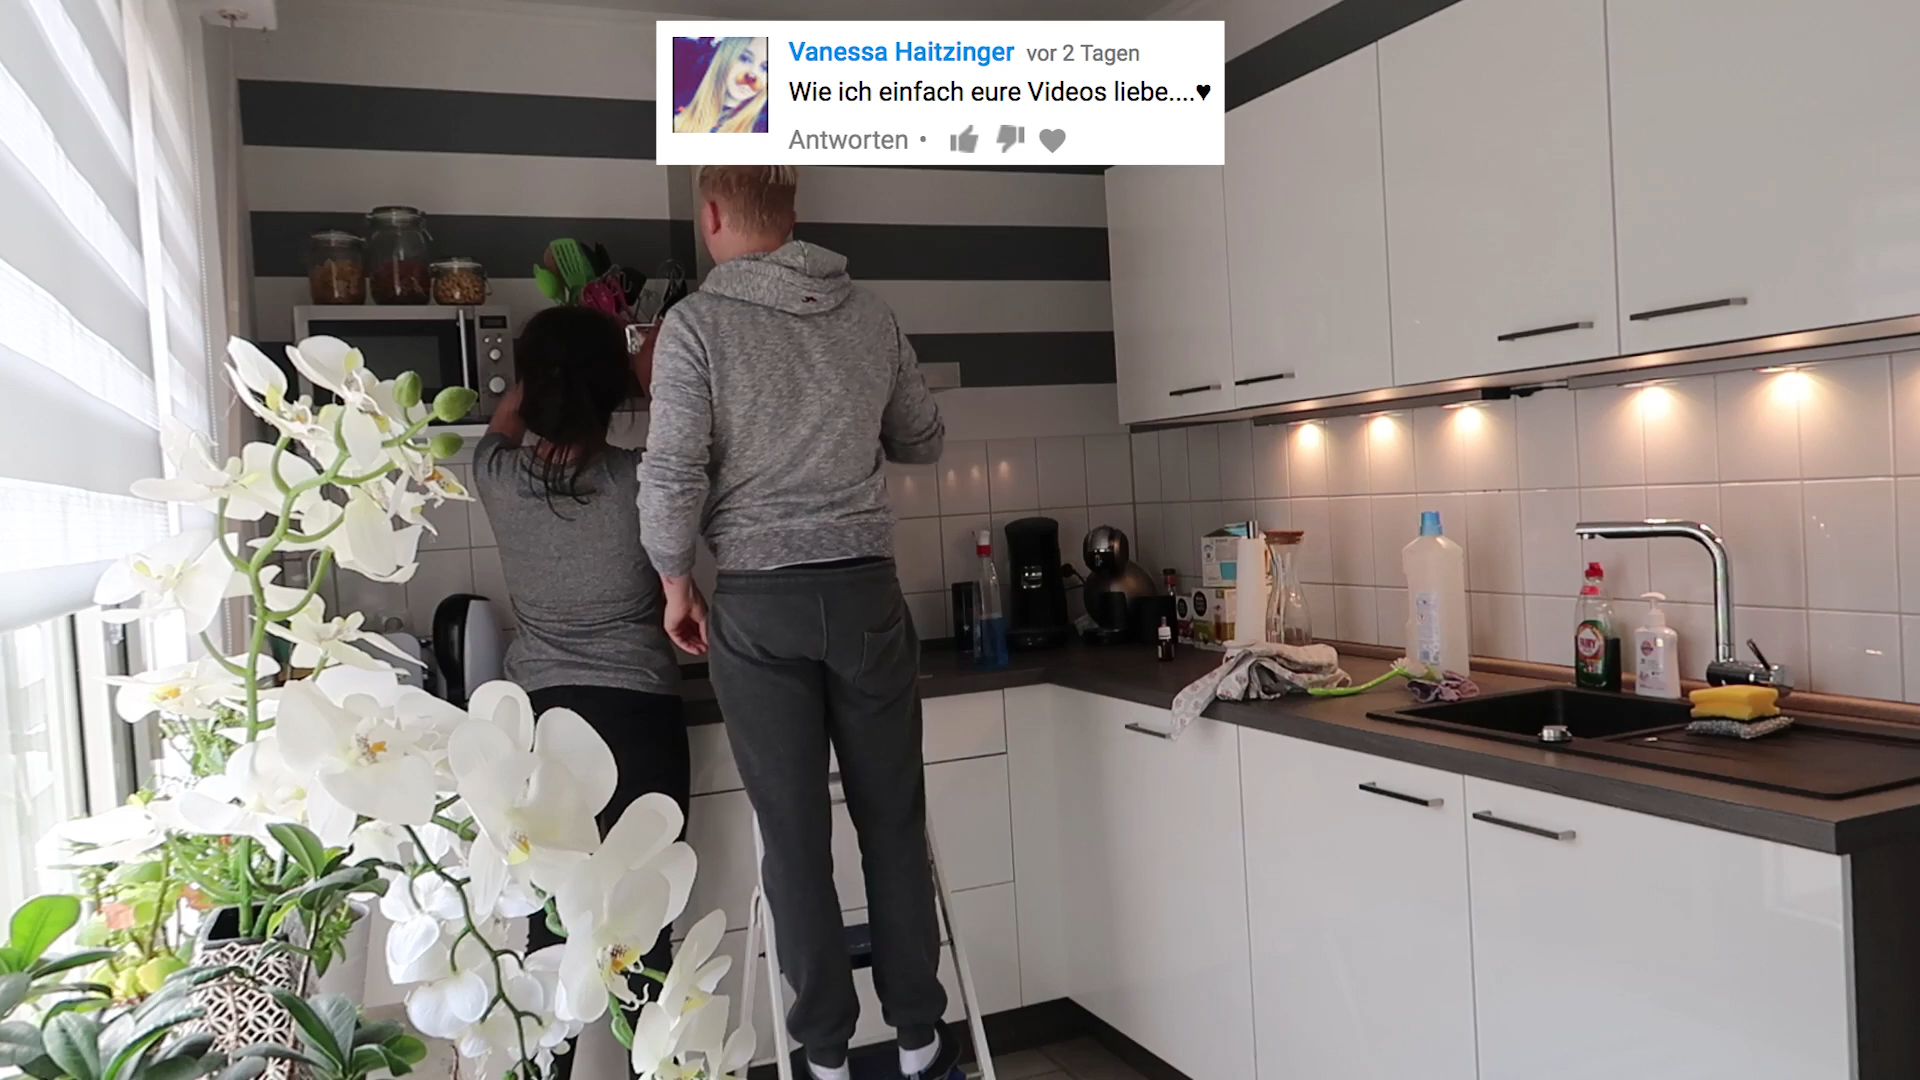 Vanessa Haitzinger vor 2 Tagen
Wie ich einfach eure Videos liebe....♥
Antworten •